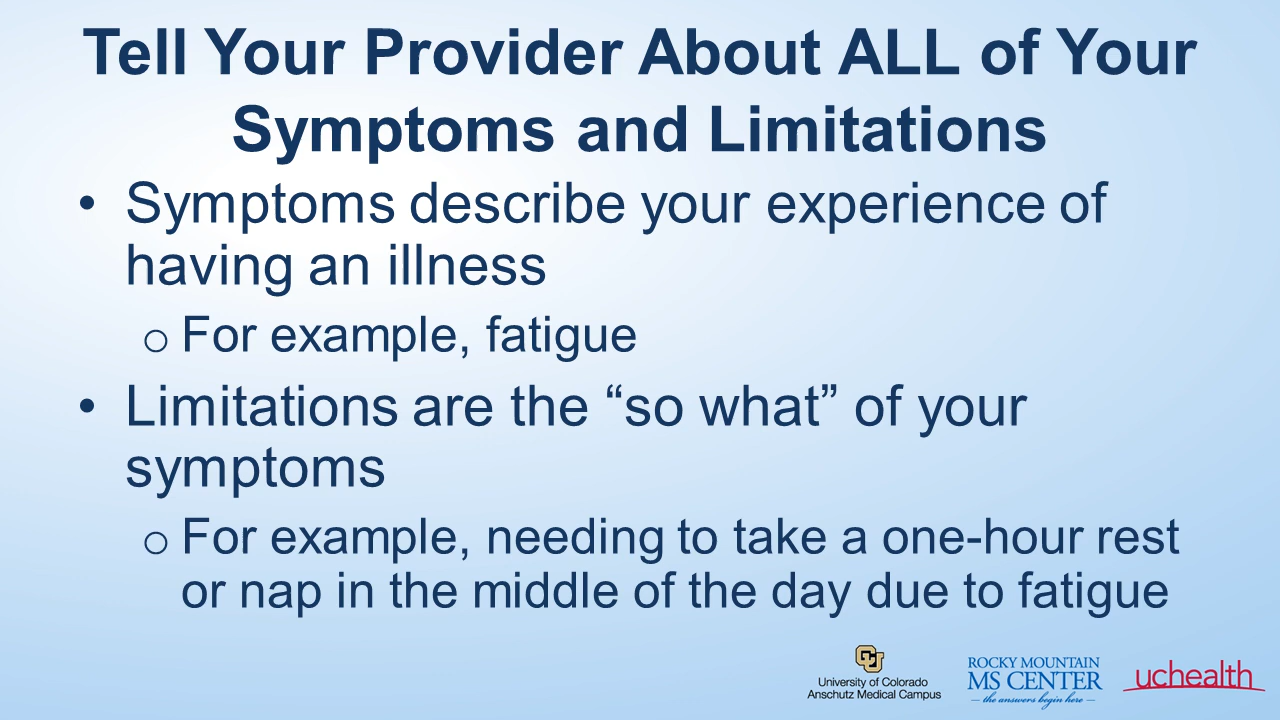 Tell Your Provider About ALL of Your
Symptoms and Limitations
• Symptoms describe your experience of
having an illness
o For example, fatigue
• Limitations are the “so what” of your
symptoms
o For example, needing to take a one-hour rest
or nap in the middle of the day due to fatigue
CU
University of Colorado
Anschutz Medical Campus
ROCKY MOUNTAIN
MS CENTER
— the answers begin here —
uchealth